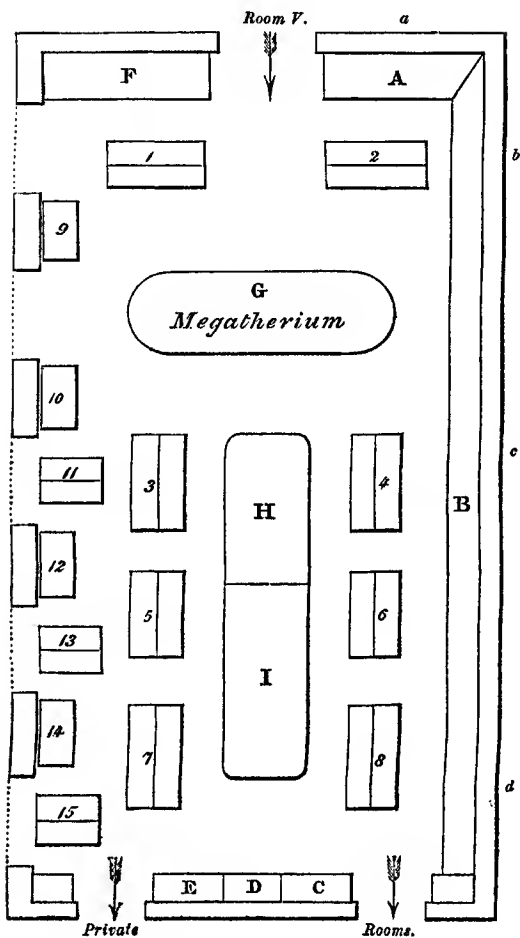 Room V. a
F A
1 2 b
9
G
Megatherium
10
11 3 4 c
H B
12
5 6
13
I
14 7 8
15 d
E D C
Private Rooms.